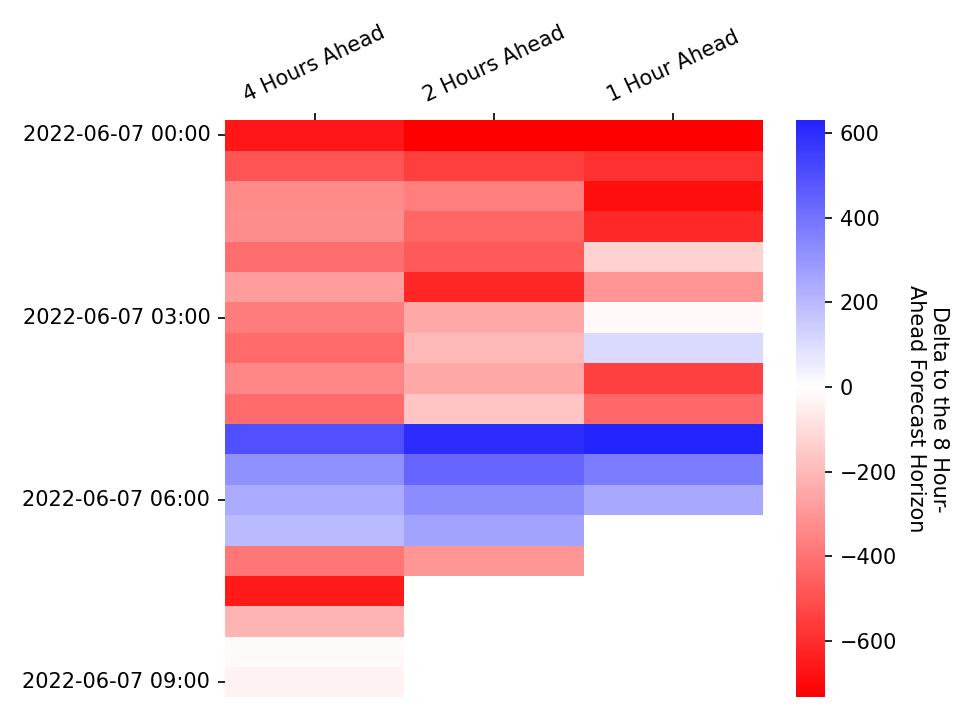 4 Hours Ahead
2 Hours Ahead
1 Hour Ahead
2022-06-07 00:00
2022-06-07 03:00
2022-06-07 06:00
2022-06-07 09:00
600
400
200
0
−200
−400
−600
Delta to the 8 Hour-
Ahead Forecast Horizon